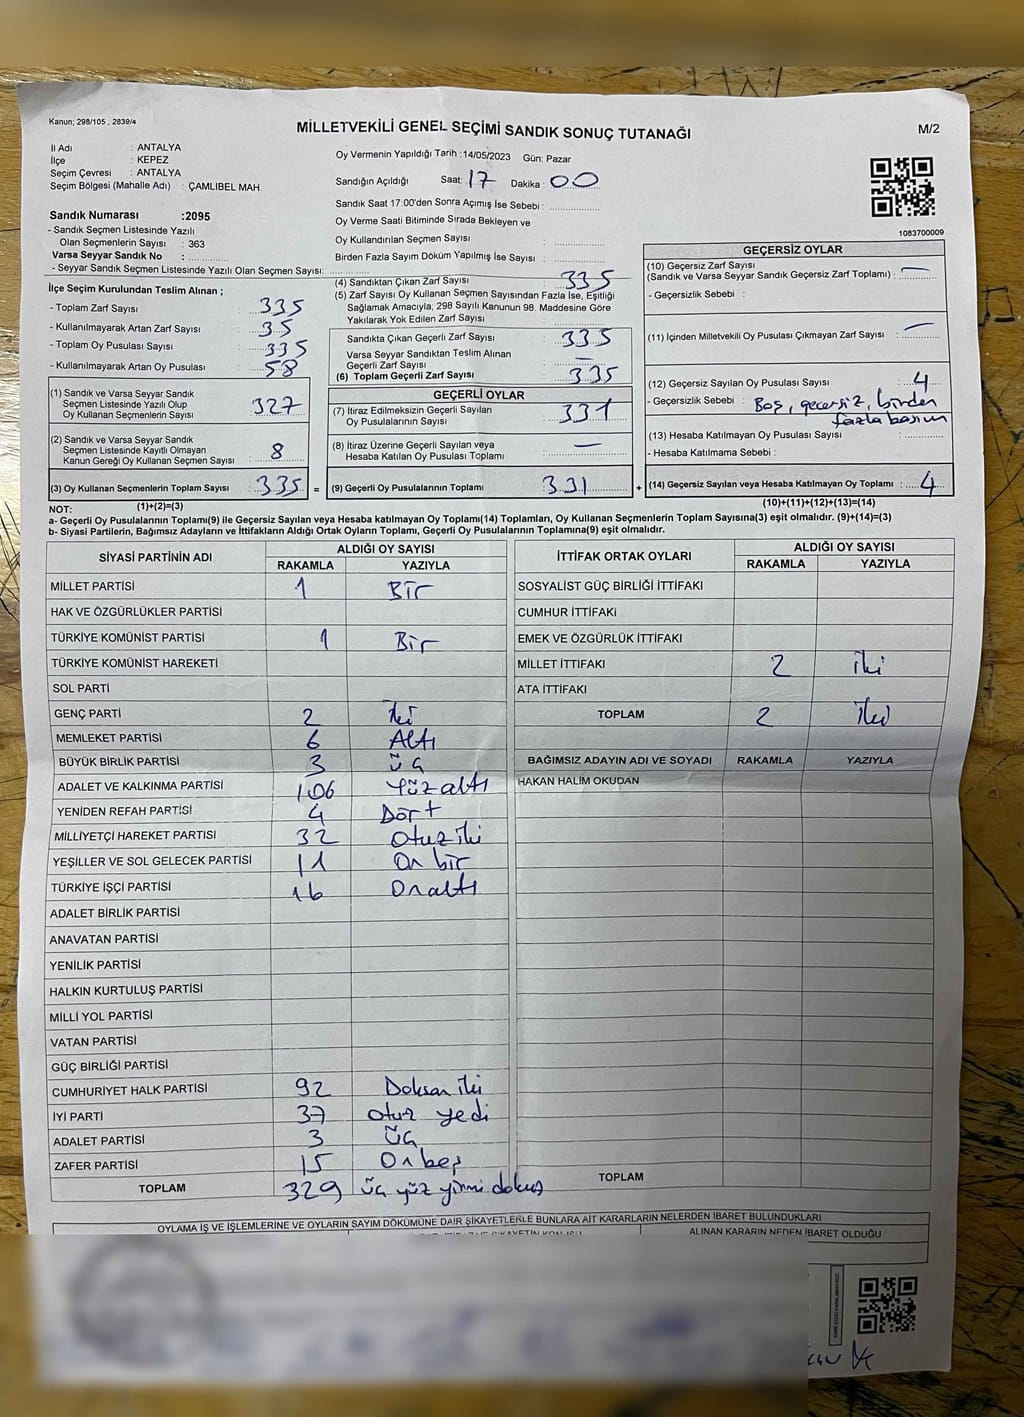 Kanun; 298/105 , 2839/4
MİLLETVEKİLİ GENEL SEÇİMİ SANDIK SONUÇ TUTANAĞI
M/2
İl Adı : ANTALYA
İlçe : KEPEZ
Seçim Çevresi : ANTALYA
Seçim Bölgesi (Mahalle Adı) : ÇAMLIBEL MAH.
Oy Vermenin Yapıldığı Tarih :14/05/2023 Gün: Pazar
Sandığın Açıldığı Saat: 17 Dakika : 00
Sandık Saat 17:00'den Sonra Açımış İse Sebebi :
Oy Verme Saati Bitiminde Sırada Bekleyen ve
Oy Kullandırılan Seçmen Sayısı :
Birden Fazla Sayım Döküm Yapılmış İse Sayısı :
1083700009
Sandık Numarası :2095
- Sandık Seçmen Listesinde Yazılı
Olan Seçmenlerin Sayısı : 363
Varsa Seyyar Sandık No :
- Seyyar Sandık Seçmen Listesinde Yazılı Olan Seçmen Sayısı:
İlçe Seçim Kurulundan Teslim Alınan ;
- Toplam Zarf Sayısı : 335
- Kullanılmayarak Artan Zarf Sayısı : 35
- Toplam Oy Pusulası Sayısı : 335
- Kullanılmayarak Artan Oy Pusulası : 58
(1) Sandık ve Varsa Seyyar Sandık
Seçmen Listesinde Yazılı Olup
Oy Kullanan Seçmenlerin Sayısı : 327
(2) Sandık ve Varsa Seyyar Sandık
Seçmen Listesinde Kayıtlı Olmayan
Kanun Gereği Oy Kullanan Seçmen Sayısı : 8
(3) Oy Kullanan Seçmenlerin Toplam Sayısı : 335
(4) Sandıktan Çıkan Zarf Sayısı : 335
(5) Zarf Sayısı Oy Kullanan Seçmen Sayısından Fazla İse, Eşitliği
Sağlamak Amacıyla; 298 Sayılı Kanunun 98. Maddesine Göre
Yakılarak Yok Edilen Zarf Sayısı :
Sandıkta Çıkan Geçerli Zarf Sayısı : 335
Varsa Seyyar Sandıktan Teslim Alınan
Geçerli Zarf Sayısı : —
(6) Toplam Geçerli Zarf Sayısı : 335
GEÇERLİ OYLAR
(7) İtiraz Edilmeksizin Geçerli Sayılan
Oy Pusulalarının Sayısı : 331
(8) İtiraz Üzerine Geçerli Sayılan veya
Hesaba Katılan Oy Pusulası Toplamı : —
= (9) Geçerli Oy Pusulalarının Toplamı : 331
GEÇERSİZ OYLAR
(10) Geçersiz Zarf Sayısı
(Sandık ve Varsa Seyyar Sandık Geçersiz Zarf Toplamı) : —
- Geçersizlik Sebebi :
(11) İçinden Milletvekili Oy Pusulası Çıkmayan Zarf Sayısı : —
(12) Geçersiz Sayılan Oy Pusulası Sayısı : 4
- Geçersizlik Sebebi : Boş, geçersiz, birden
fazla basım
(13) Hesaba Katılmayan Oy Pusulası Sayısı :
- Hesaba Katılmama Sebebi :
+ (14) Geçersiz Sayılan veya Hesaba Katılmayan Oy Toplamı : 4
NOT: (1)+(2)=(3)
(10)+(11)+(12)+(13)=(14)
a- Geçerli Oy Pusulasının Toplamı(9) ile Geçersiz Sayılan veya Hesaba katılmayan Oy Toplamı(14) Toplamları, Oy Kullanan Seçmenlerin Toplam Sayısına(3) eşit olmalıdır. (9)+(14)=(3)
b- Siyasi Partilerin, Bağımsız Adayların ve İttifakların Aldığı Ortak Oyların Toplamı, Geçerli Oy Pusulalarının Toplamına(9) eşit olmalıdır.
SİYASİ PARTİNİN ADI
ALDIĞI OY SAYISI
RAKAMLA YAZIYLA
MİLLET PARTİSİ 1 Bir
HAK VE ÖZGÜRLÜKLER PARTİSİ
TÜRKİYE KOMÜNİST PARTİSİ 1 Bir
TÜRKİYE KOMÜNİST HAREKETİ
SOL PARTİ
GENÇ PARTİ 2 İki
MEMLEKET PARTİSİ 6 Altı
BÜYÜK BİRLİK PARTİSİ 3 Üç
ADALET VE KALKINMA PARTİSİ 106 Yüzaltı
YENİDEN REFAH PARTİSİ 4 Dört
MİLLİYETÇİ HAREKET PARTİSİ 32 Otuziki
YEŞİLLER VE SOL GELECEK PARTİSİ 11 On bir
TÜRKİYE İŞÇİ PARTİSİ 16 Onaltı
ADALET BİRLİK PARTİSİ
ANAVATAN PARTİSİ
YENİLİK PARTİSİ
HALKIN KURTULUŞ PARTİSİ
MİLLİ YOL PARTİSİ
VATAN PARTİSİ
GÜÇ BİRLİĞİ PARTİSİ
CUMHURİYET HALK PARTİSİ 92 Doksan iki
İYİ PARTİ 37 Otuz yedi
ADALET PARTİSİ 3 Üç
ZAFER PARTİSİ 15 Onbeş
TOPLAM 329 Üç yüz yirmi dokuz
İTTİFAK ORTAK OYLARI
ALDIĞI OY SAYISI
RAKAMLA YAZIYLA
SOSYALİST GÜÇ BİRLİĞİ İTTİFAKI
CUMHUR İTTİFAKI
EMEK VE ÖZGÜRLÜK İTTİFAKI
MİLLET İTTİFAKI 2 iki
ATA İTTİFAKI
TOPLAM 2 iki
BAĞIMSIZ ADAYIN ADI VE SOYADI RAKAMLA YAZIYLA
HAKAN HALİM OKUDAN
TOPLAM
OYLAMA İŞ VE İŞLEMLERİNE VE OYLARIN SAYIM DÖKÜMÜNE DAİR ŞİKAYETLERLE BUNLARA AİT KARARLARIN NELERDEN İBARET BULUNDUKLARI
ALINAN KARARIN NEDEN İBARET OLDUĞU